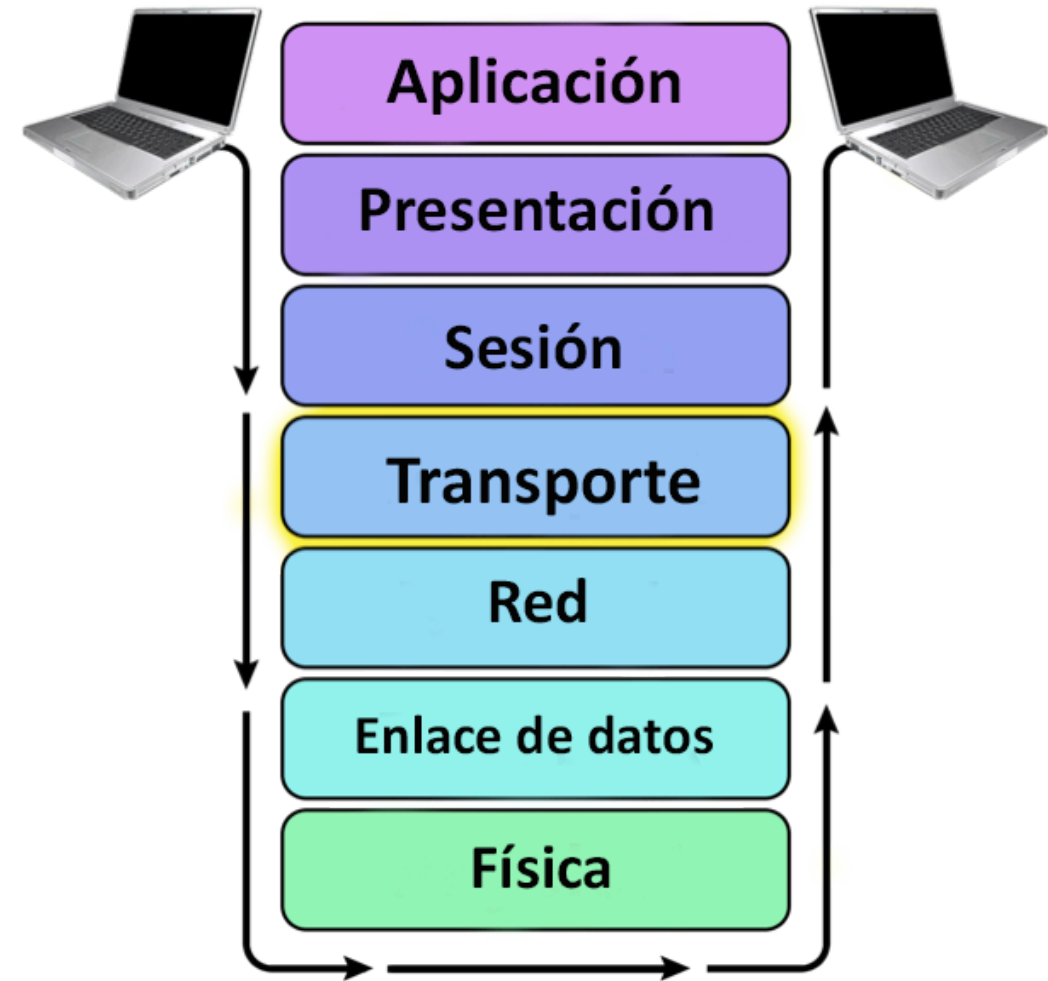 Aplicación
Presentación
Sesión
Transporte
Red
Enlace de datos
Física